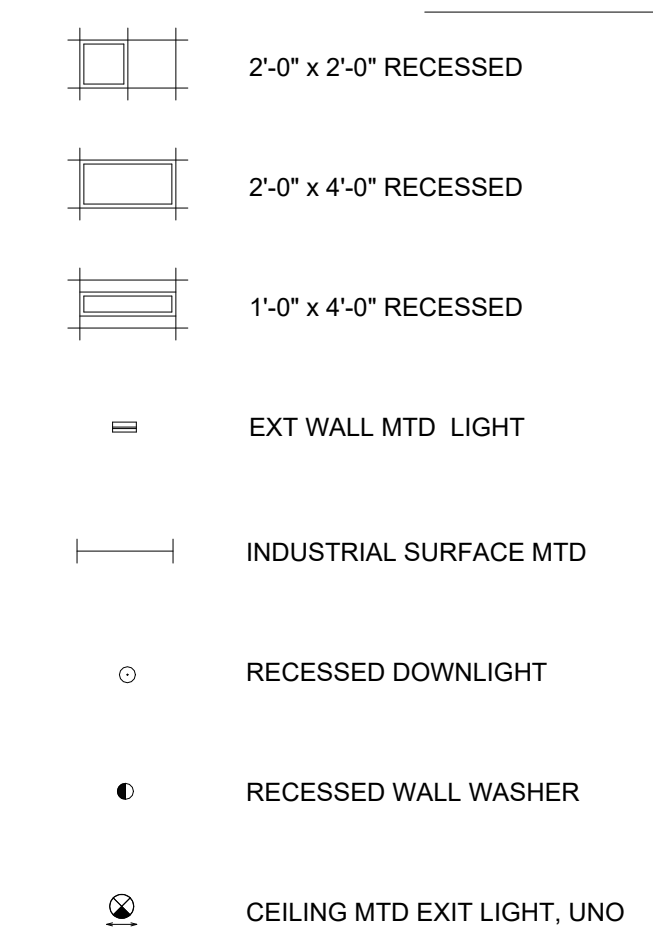 2'-0" x 2'-0" RECESSED
2'-0" x 4'-0" RECESSED
1'-0" x 4'-0" RECESSED
EXT WALL MTD  LIGHT
INDUSTRIAL SURFACE MTD
RECESSED DOWNLIGHT
RECESSED WALL WASHER
CEILING MTD EXIT LIGHT, UNO